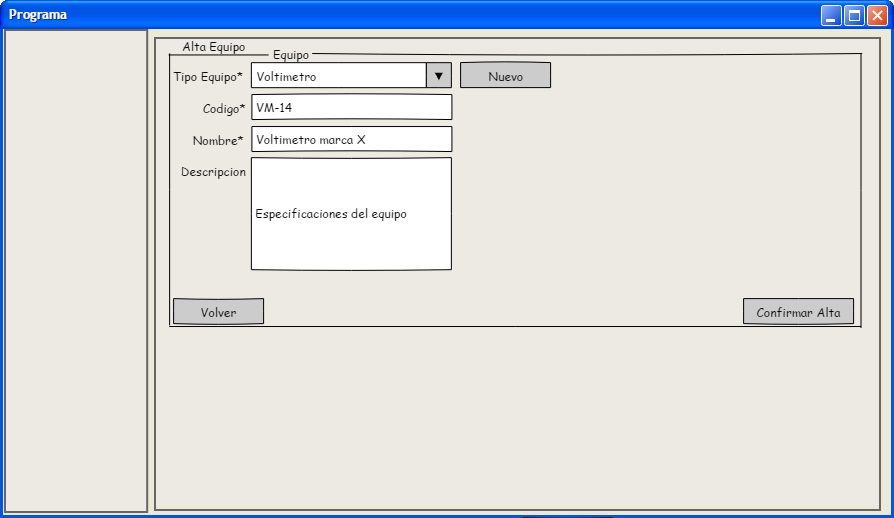 Programa
Alta Equipo
Equipo
Tipo Equipo* Voltimetro Nuevo
Codigo* VM-14
Nombre* Voltimetro marca X
Descripcion
Especificaciones del equipo
Volver Confirmar Alta